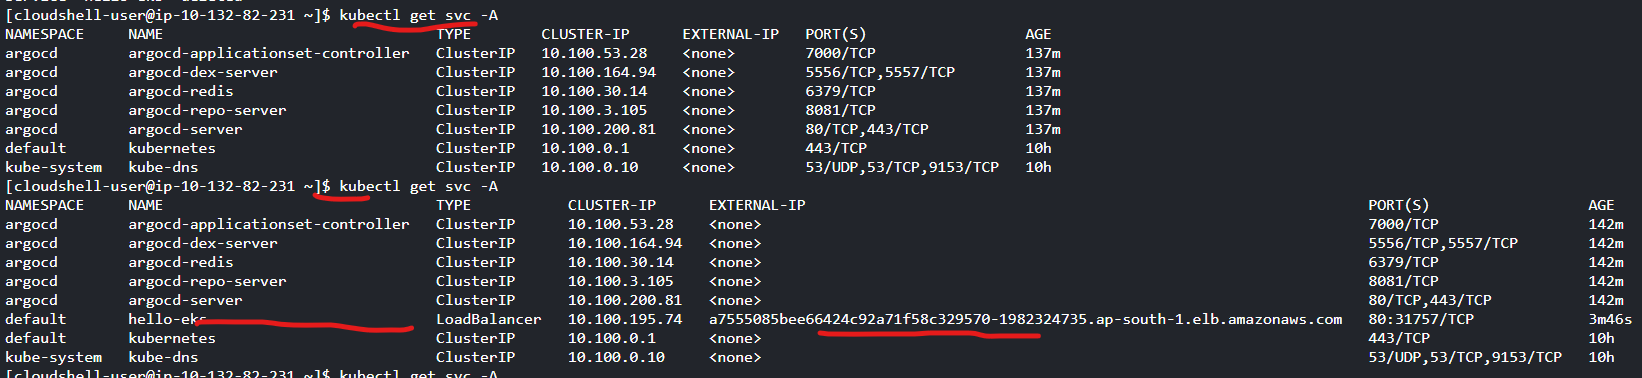 [cloudshell-user@ip-10-132-82-231 ~]$ kubectl get svc -A
NAMESPACE NAME TYPE CLUSTER-IP EXTERNAL-IP PORT(S) AGE
argocd argocd-applicationset-controller ClusterIP 10.100.53.28 <none> 7000/TCP 137m
argocd argocd-dex-server ClusterIP 10.100.164.94 <none> 5556/TCP,5557/TCP 137m
argocd argocd-redis ClusterIP 10.100.30.14 <none> 6379/TCP 137m
argocd argocd-repo-server ClusterIP 10.100.3.105 <none> 8081/TCP 137m
argocd argocd-server ClusterIP 10.100.200.81 <none> 80/TCP,443/TCP 137m
default kubernetes ClusterIP 10.100.0.1 <none> 443/TCP 10h
kube-system kube-dns ClusterIP 10.100.0.10 <none> 53/UDP,53/TCP,9153/TCP 10h
[cloudshell-user@ip-10-132-82-231 ~]$ kubectl get svc -A
NAMESPACE NAME TYPE CLUSTER-IP EXTERNAL-IP PORT(S) AGE
argocd argocd-applicationset-controller ClusterIP 10.100.53.28 <none> 7000/TCP 142m
argocd argocd-dex-server ClusterIP 10.100.164.94 <none> 5556/TCP,5557/TCP 142m
argocd argocd-redis ClusterIP 10.100.30.14 <none> 6379/TCP 142m
argocd argocd-repo-server ClusterIP 10.100.3.105 <none> 8081/TCP 142m
argocd argocd-server ClusterIP 10.100.200.81 <none> 80/TCP,443/TCP 142m
default hello-eks LoadBalancer 10.100.195.74 a7555085bee66424c92a71f58c329570-1982324735.ap-south-1.elb.amazonaws.com 80:31757/TCP 3m46s
default kubernetes ClusterIP 10.100.0.1 <none> 443/TCP 10h
kube-system kube-dns ClusterIP 10.100.0.10 <none> 53/UDP,53/TCP,9153/TCP 10h
[cloudshell-user@ip-10-132-82-231 ~]$ kubectl get svc -A